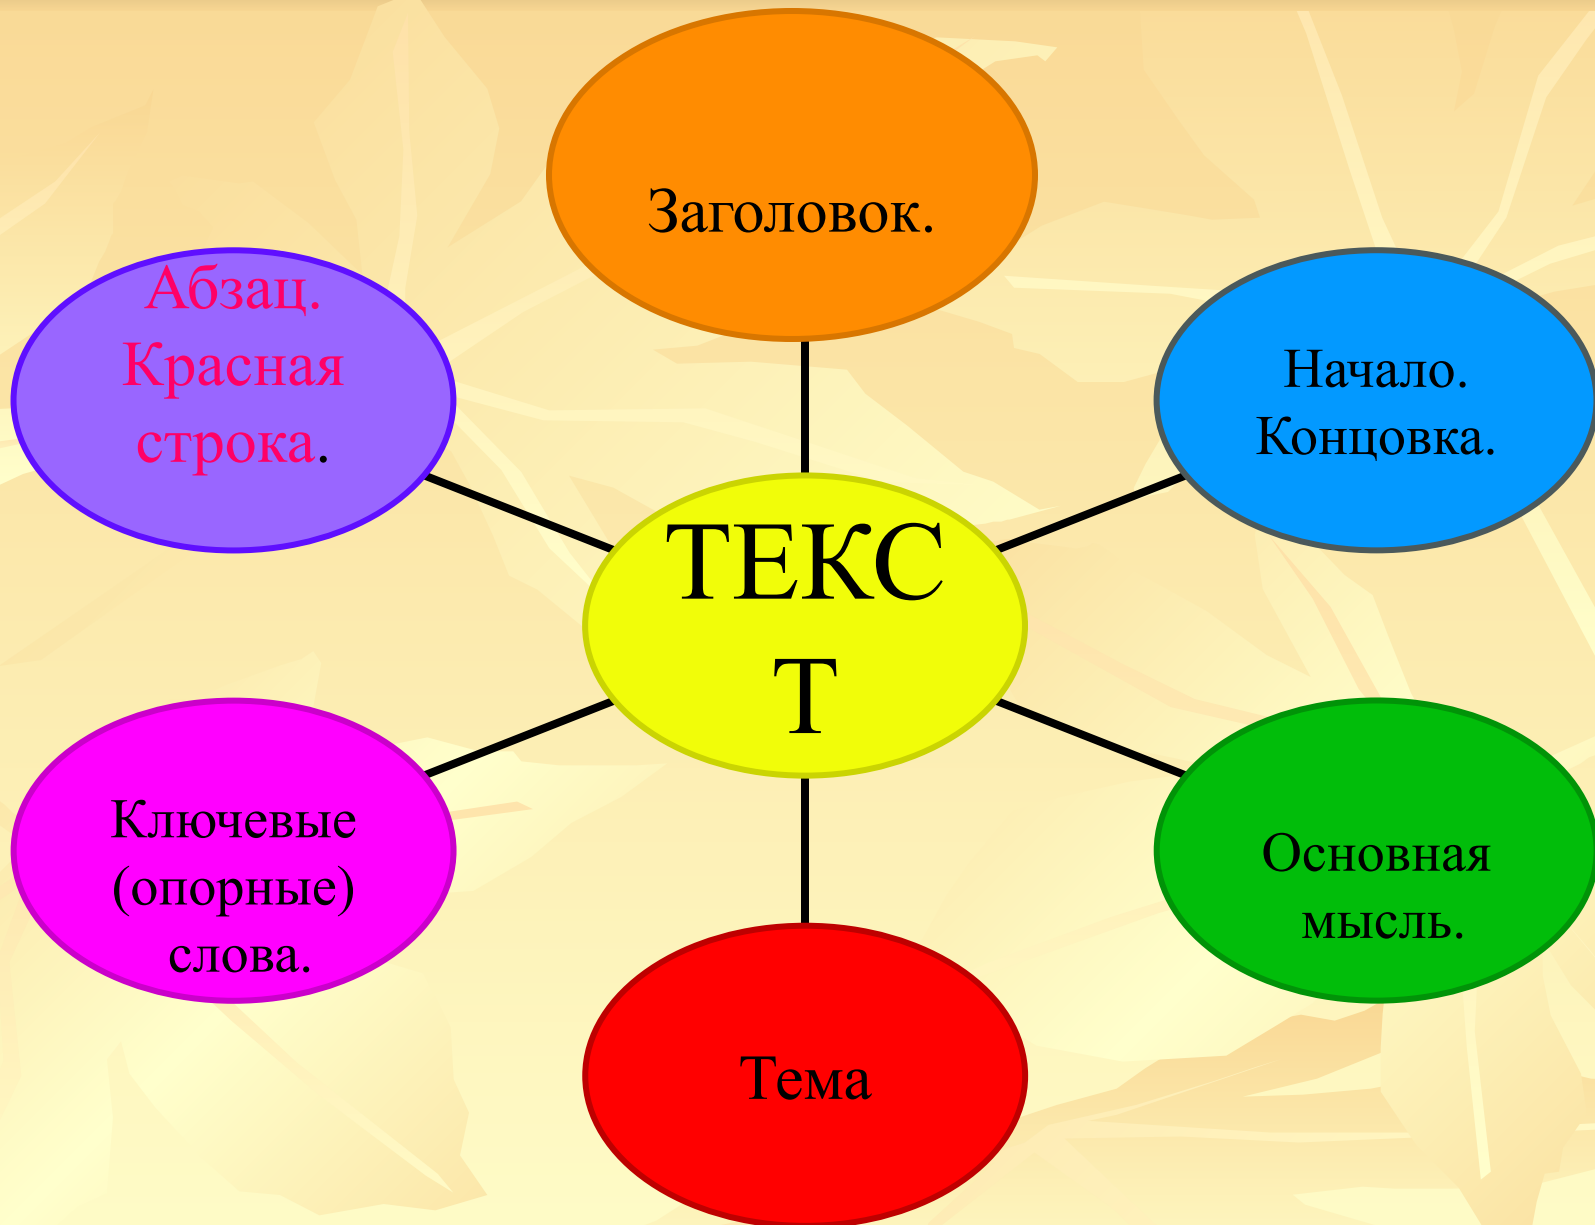 Заголовок.
Абзац.
Красная
строка.
Начало.
Концовка.
ТЕКС
Т
Ключевые
(опорные)
слова.
Основная
мысль.
Тема